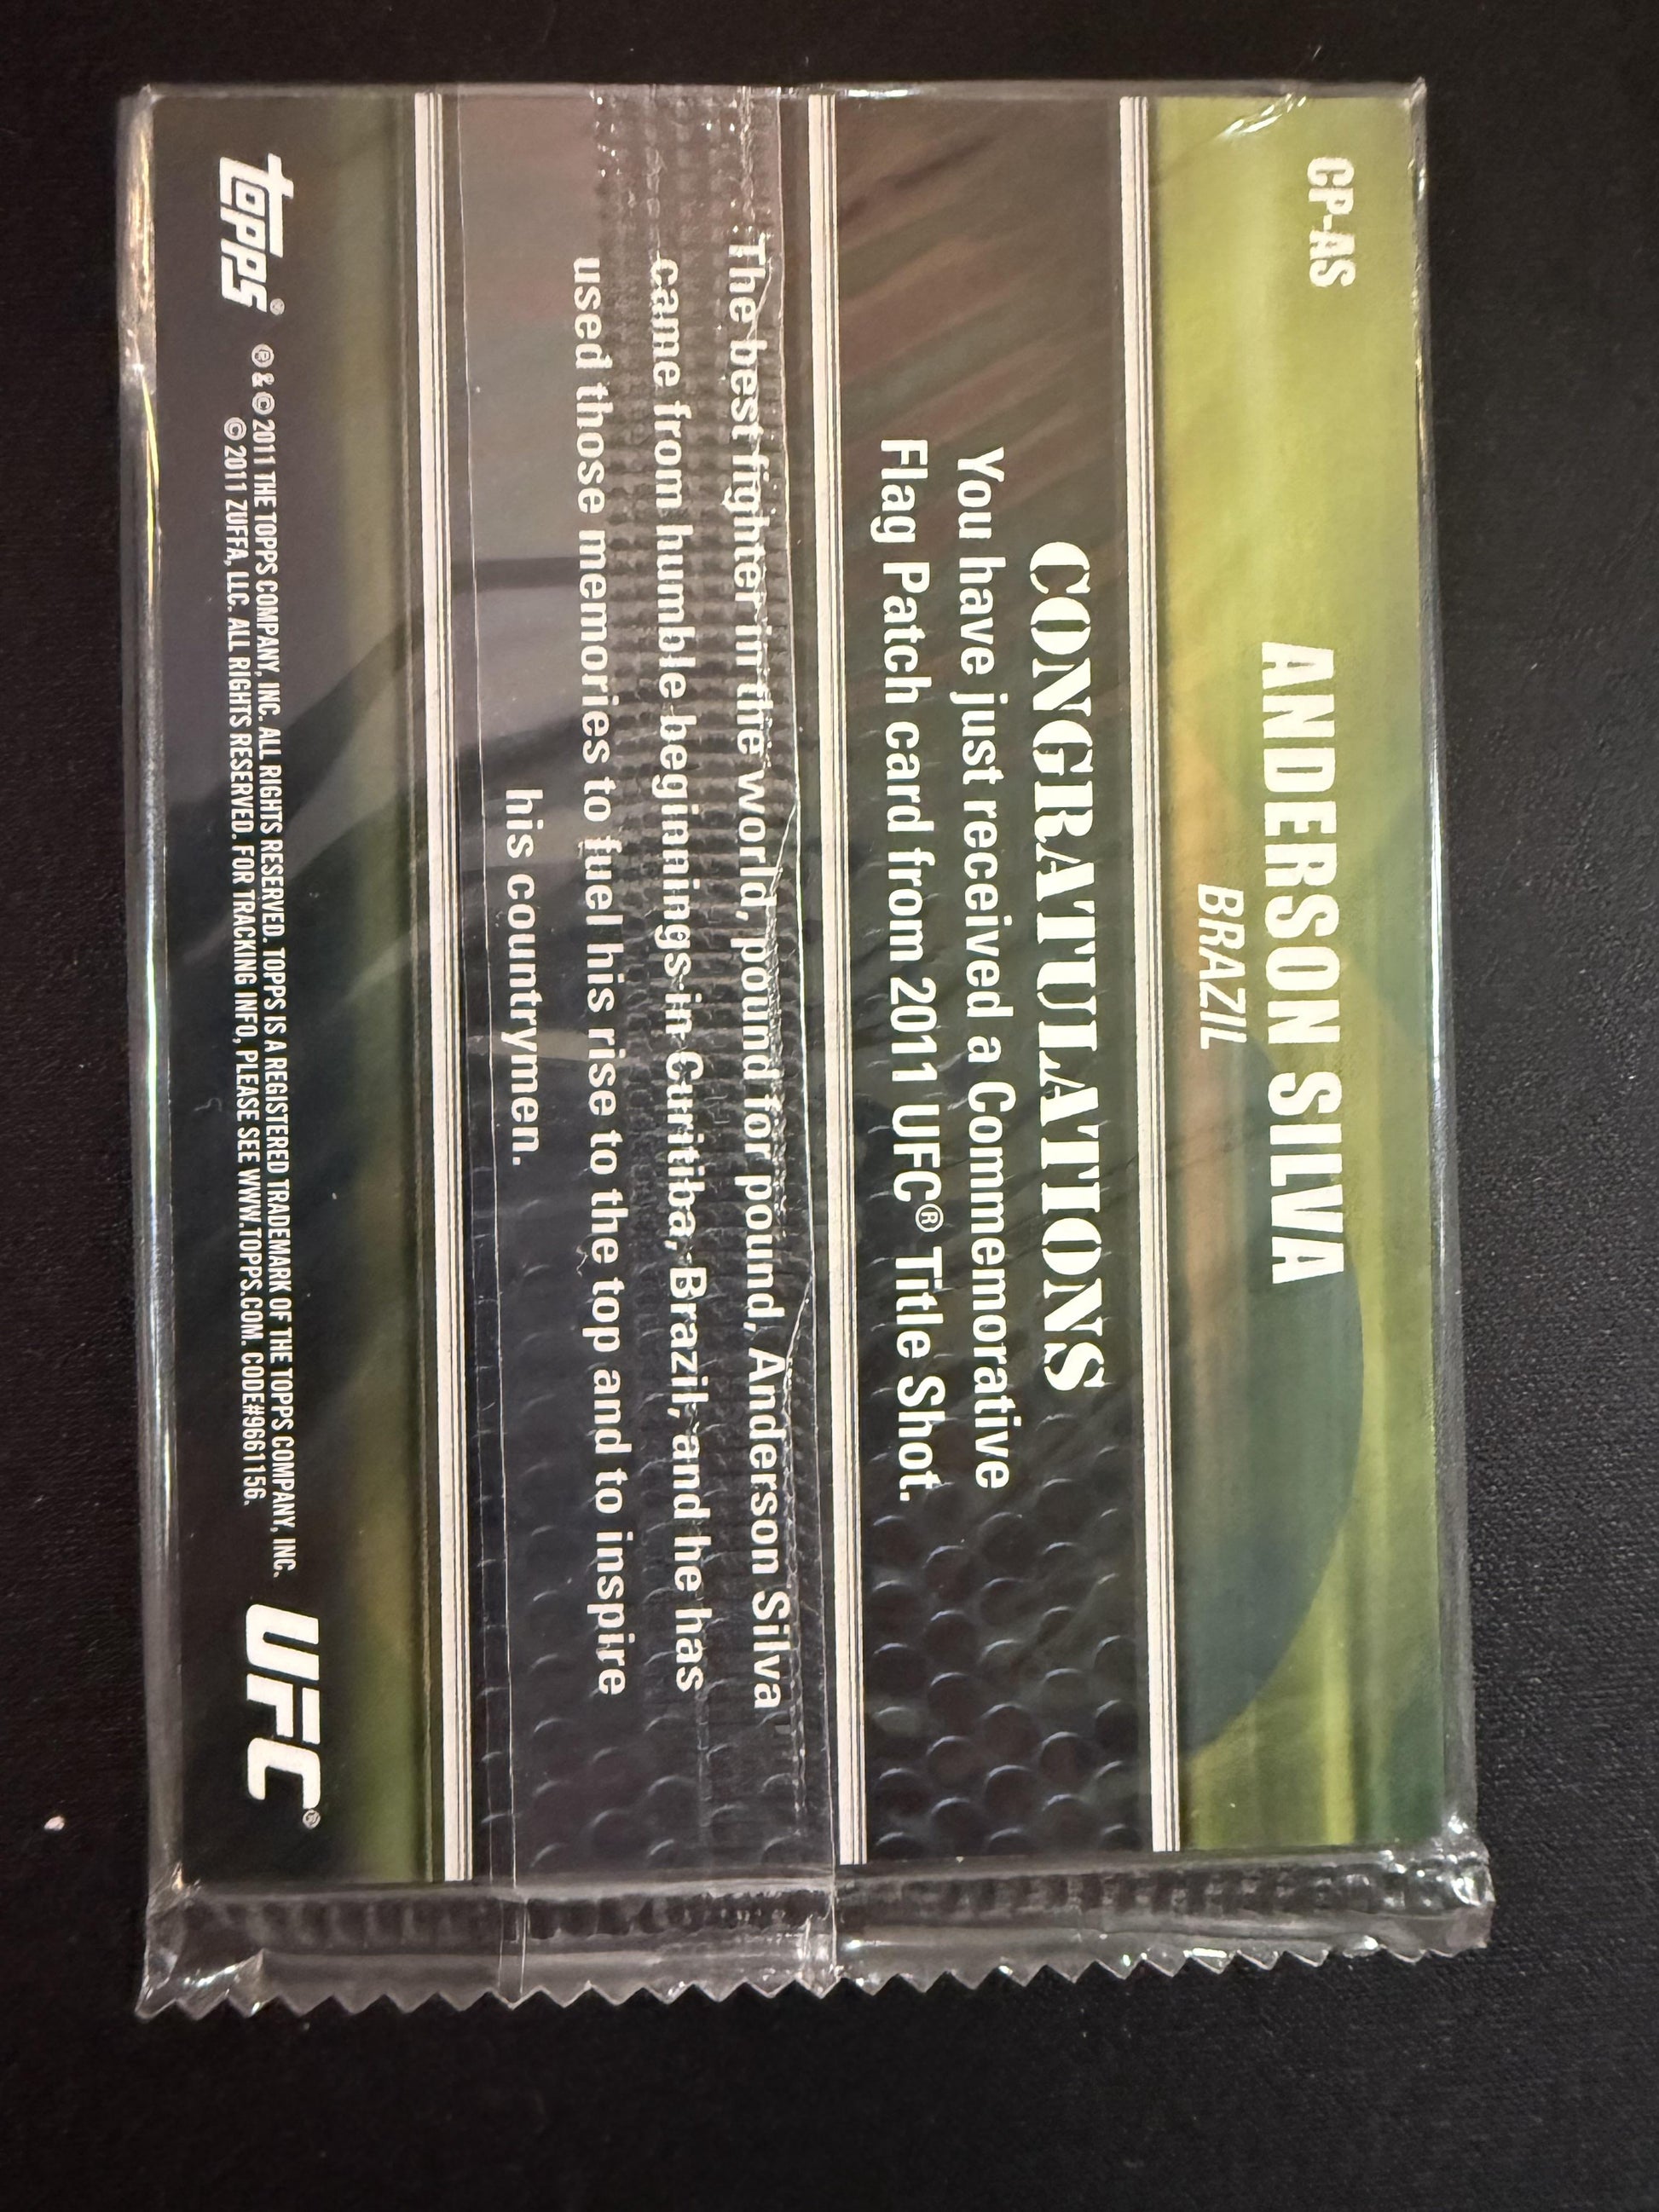 CP-AS
ANDERSON SILVA
BRAZIL
CONGRATULATIONS
You have just received a Commemorative
Flag Patch card from 2011 UFC® Title Shot.
The best fighter in the world, pound for pound, Anderson Silva
came from humble beginnings in Curitiba, Brazil, and he has
used those memories to fuel his rise to the top and to inspire
his countrymen.
topps®
® & © 2011 THE TOPPS COMPANY, INC. ALL RIGHTS RESERVED. TOPPS IS A REGISTERED TRADEMARK OF THE TOPPS COMPANY, INC.
© 2011 ZUFFA, LLC. ALL RIGHTS RESERVED. FOR TRACKING INFO, PLEASE SEE WWW.TOPPS.COM. CODE#9661156.
UFC®